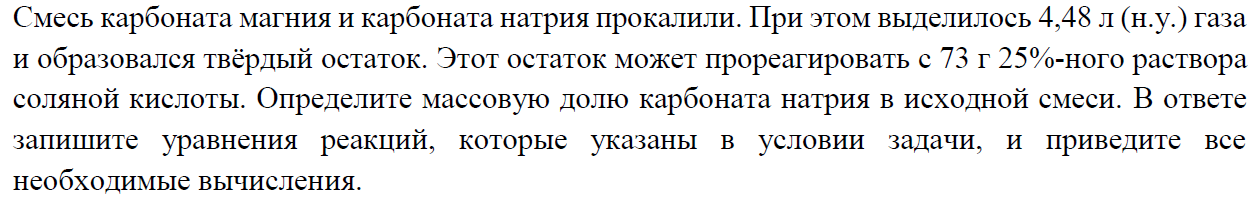 Смесь карбоната магния и карбоната натрия прокалили. При этом выделилось 4,48 л (н.у.) газа
и образовался твёрдый остаток. Этот остаток может прореагировать с 73 г 25%-ного раствора
соляной кислоты. Определите массовую долю карбоната натрия в исходной смеси. В ответе
запишите уравнения реакций, которые указаны в условии задачи, и приведите все
необходимые вычисления.